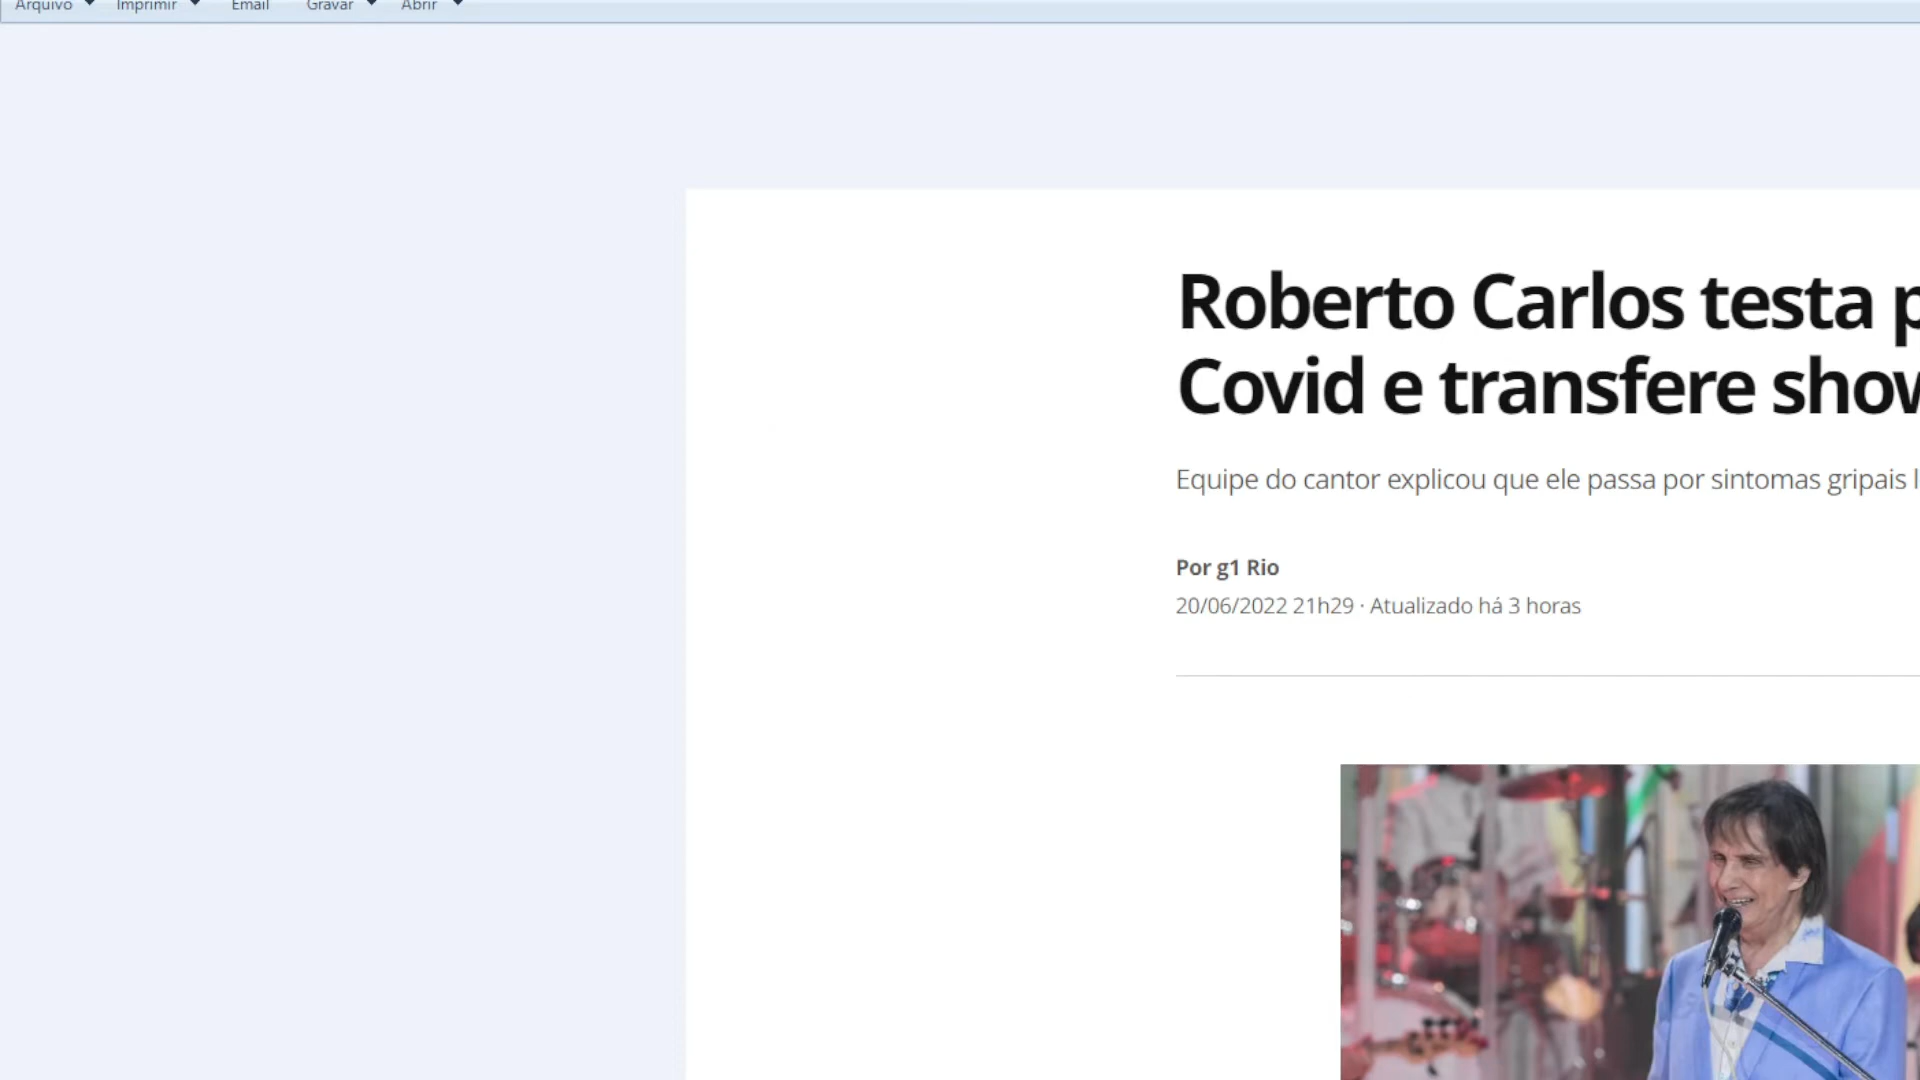 Arquivo Imprimir Email Gravar Abrir
Roberto Carlos testa p
Covid e transfere show
Equipe do cantor explicou que ele passa por sintomas gripais l
Por g1 Rio
20/06/2022 21h29 · Atualizado há 3 horas